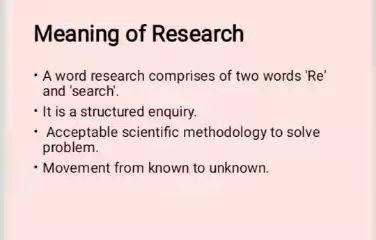 Meaning of Research
• A word research comprises of two words 'Re'
and 'search'.
• It is a structured enquiry.
• Acceptable scientific methodology to solve
problem.
• Movement from known to unknown.